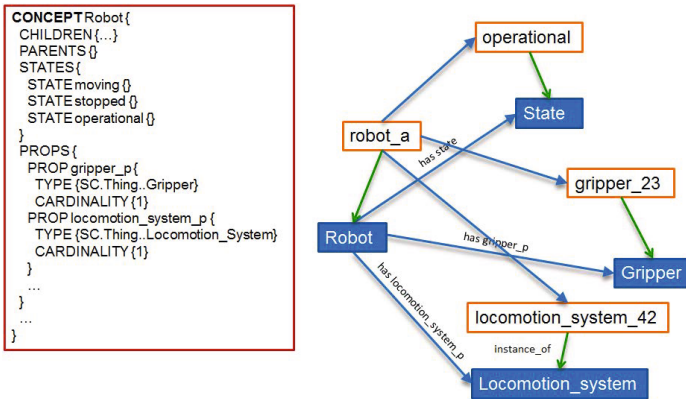 CONCEPT Robot {
CHILDREN {...}
PARENTS {}
STATES {
STATE moving {}
STATE stopped {}
STATE operational {}
}
PROPS {
PROP gripper_p {
TYPE {SC.Thing..Gripper}
CARDINALITY {1}
PROP locomotion_system_p {
TYPE {SC.Thing..Locomotion_System}
CARDINALITY {1}
}
...
}
...
}
operational
State
robot_a
has state
gripper_23
Robot
has gripper_p
Gripper
has locomotion_system_p
locomotion_system_42
instance_of
Locomotion_system